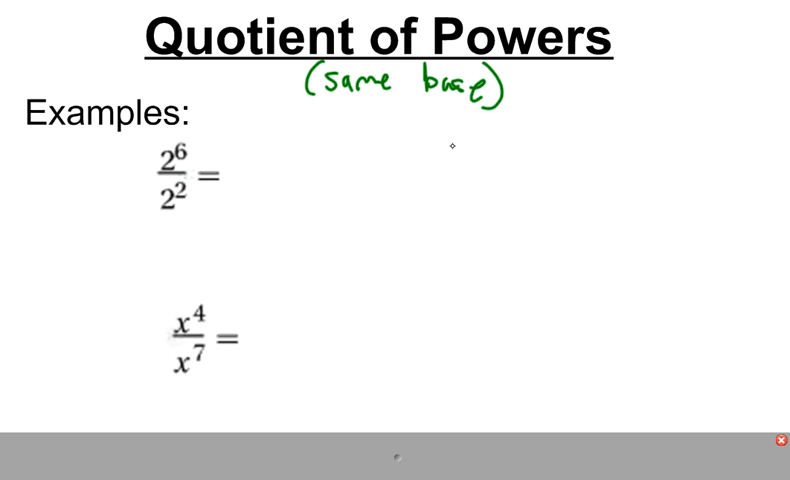 Quotient of Powers
(same base)
Examples:
2⁶/2² =
x⁴/x⁷ =